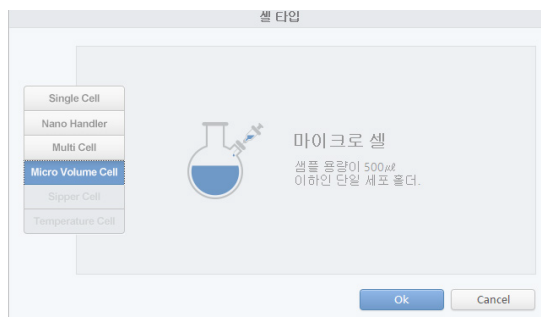 셀 타입
Single Cell
Nano Handler
Multi Cell
Micro Volume Cell
Sipper Cell
Temperature Cell
마이크로 셀
샘플 용량이 500㎕
이하인 단일 세포 홀더.
Ok
Cancel